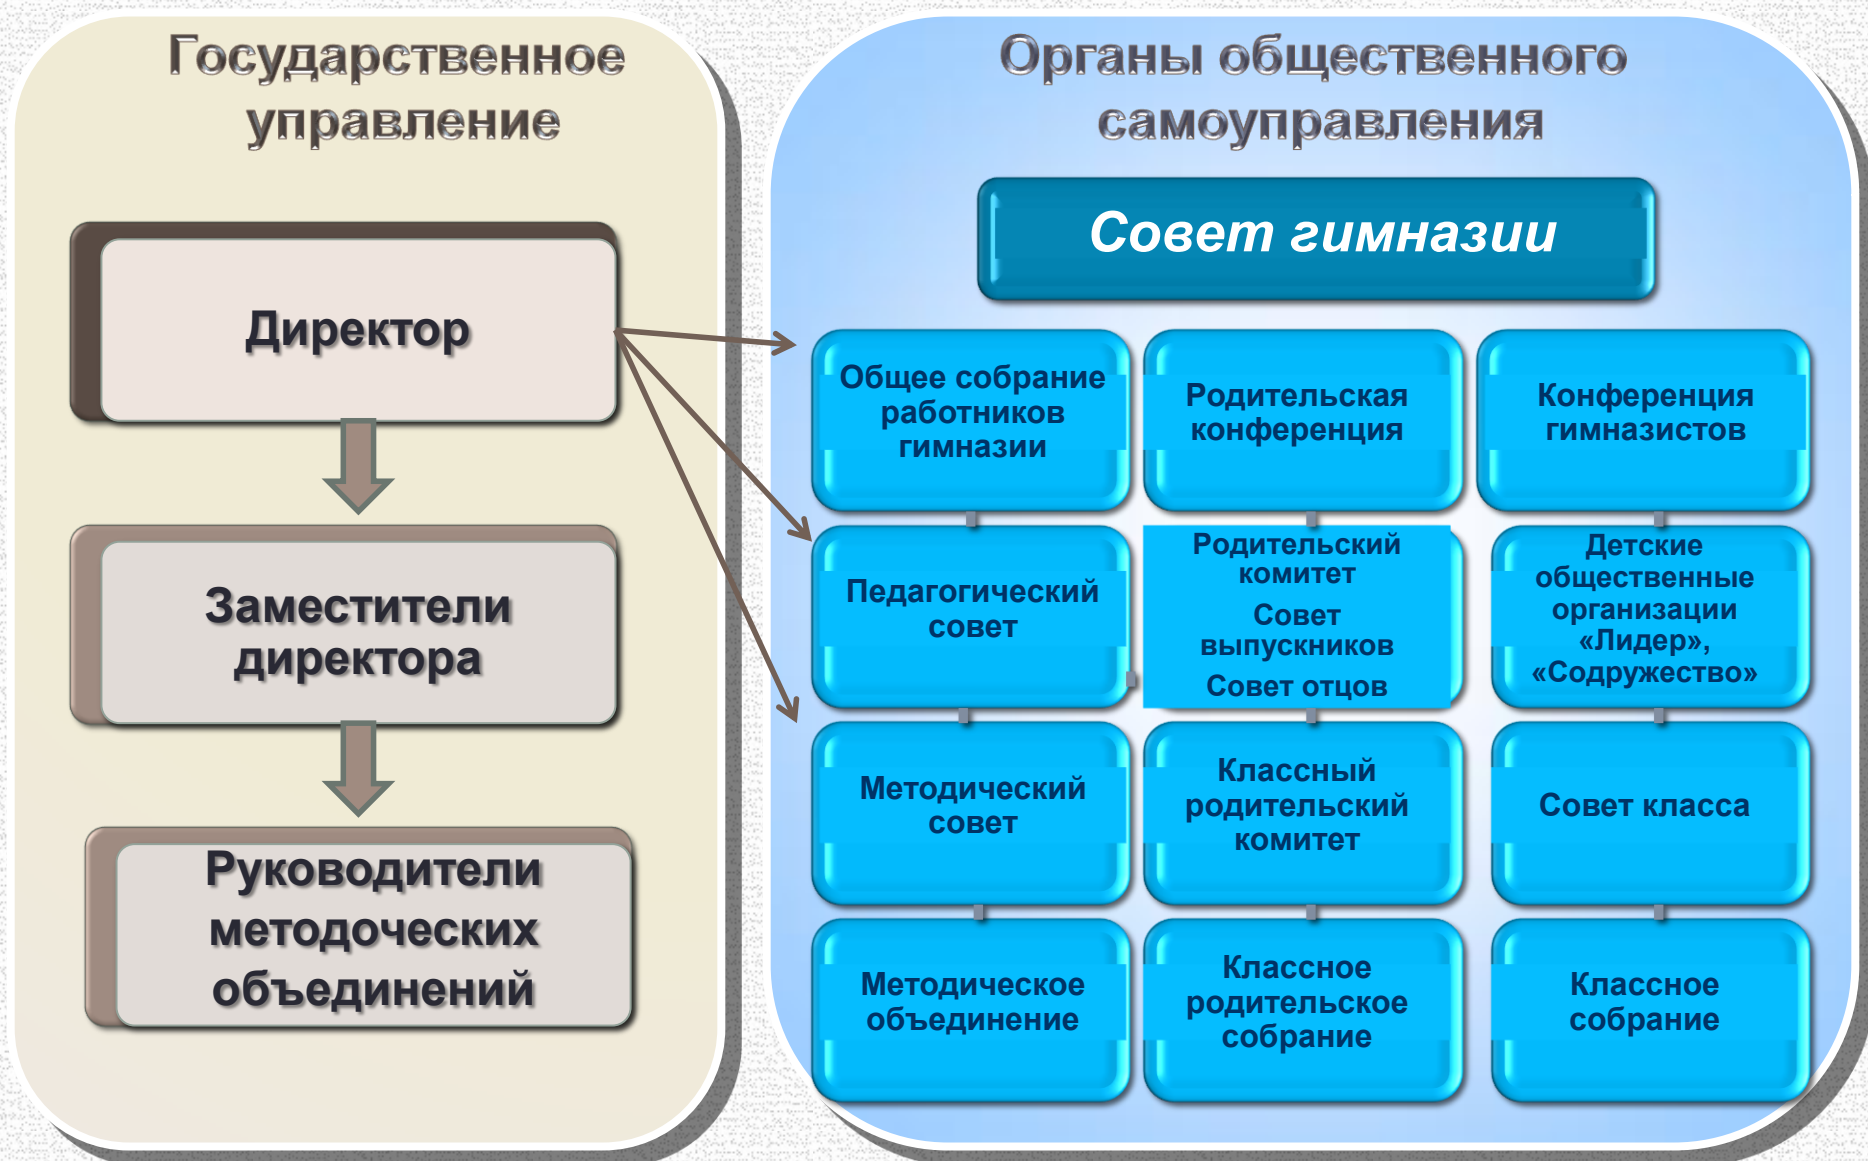 Государственное
управление
Директор
Заместители
директора
Руководители
методоческих
объединений
Органы общественного
самоуправления
Совет гимназии
Общее собрание
работников
гимназии
Родительская
конференция
Конференция
гимназистов
Педагогический
совет
Родительский
комитет
Совет
выпускников
Совет отцов
Детские
общественные
организации
«Лидер»,
«Содружество»
Методический
совет
Классный
родительский
комитет
Совет класса
Методическое
объединение
Классное
родительское
собрание
Классное
собрание